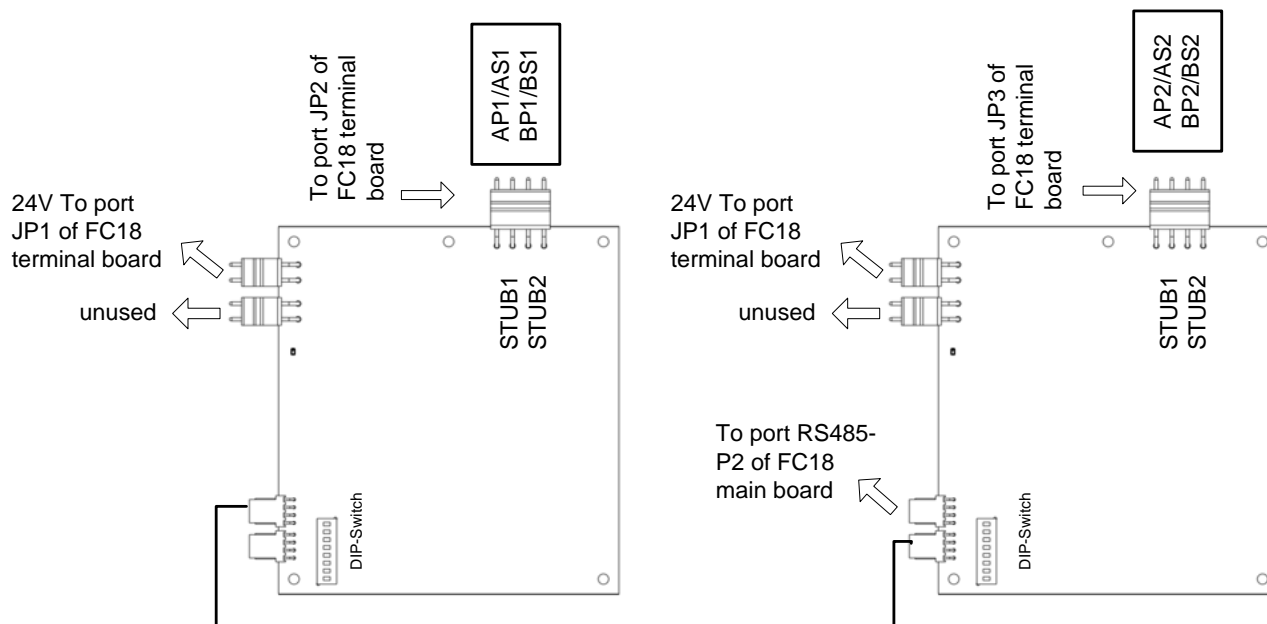 To port JP2 of
FC18 terminal
board
AP1/AS1
BP1/BS1
24V To port
JP1 of FC18
terminal board
unused
STUB1
STUB2
DIP-Switch
To port JP3 of
FC18 terminal
board
AP2/AS2
BP2/BS2
24V To port
JP1 of FC18
terminal board
unused
STUB1
STUB2
To port RS485-
P2 of FC18
main board
DIP-Switch